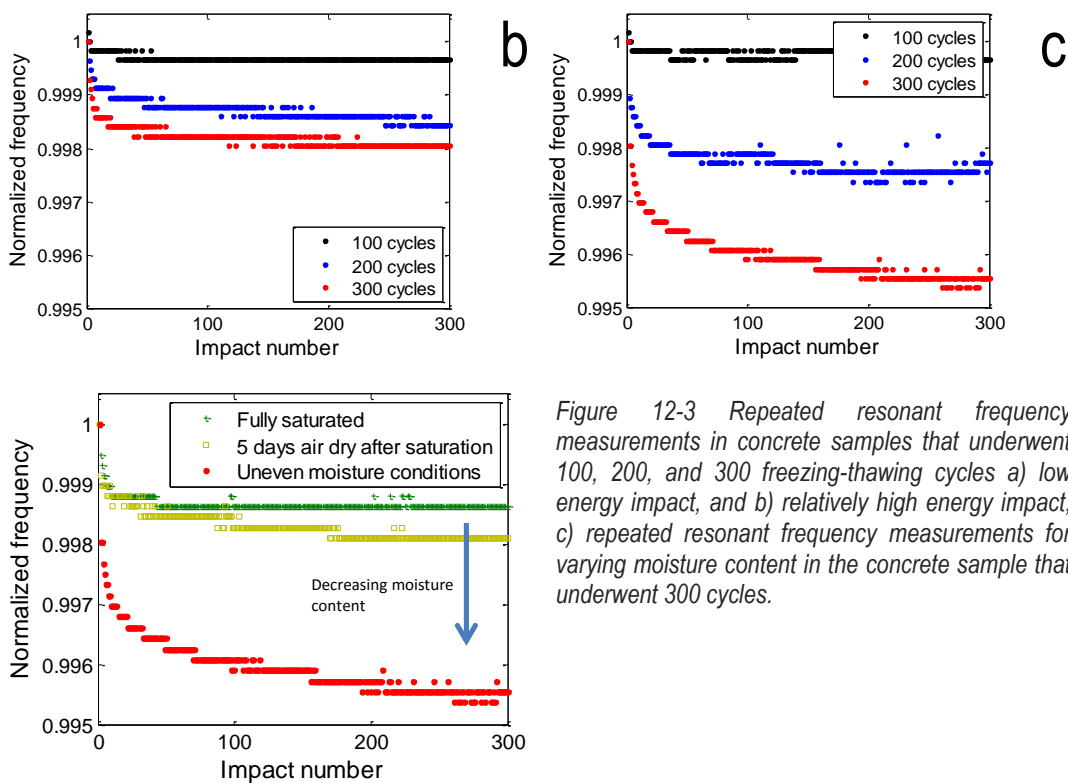 b
1
0.999
0.998
0.997
0.996
0.995
Normalized frequency
100 cycles
200 cycles
300 cycles
0
100
200
300
Impact number
c
1
0.999
0.998
0.997
0.996
0.995
Normalized frequency
100 cycles
200 cycles
300 cycles
0
100
200
300
Impact number
1
0.999
0.998
0.997
0.996
0.995
Normalized frequency
Fully saturated
5 days air dry after saturation
Uneven moisture conditions
Decreasing moisture
content
0
100
200
300
Impact number
Figure 12-3 Repeated resonant frequency
measurements in concrete samples that underwent
100, 200, and 300 freezing-thawing cycles a) low
energy impact, and b) relatively high energy impact,
c) repeated resonant frequency measurements for
varying moisture content in the concrete sample that
underwent 300 cycles.